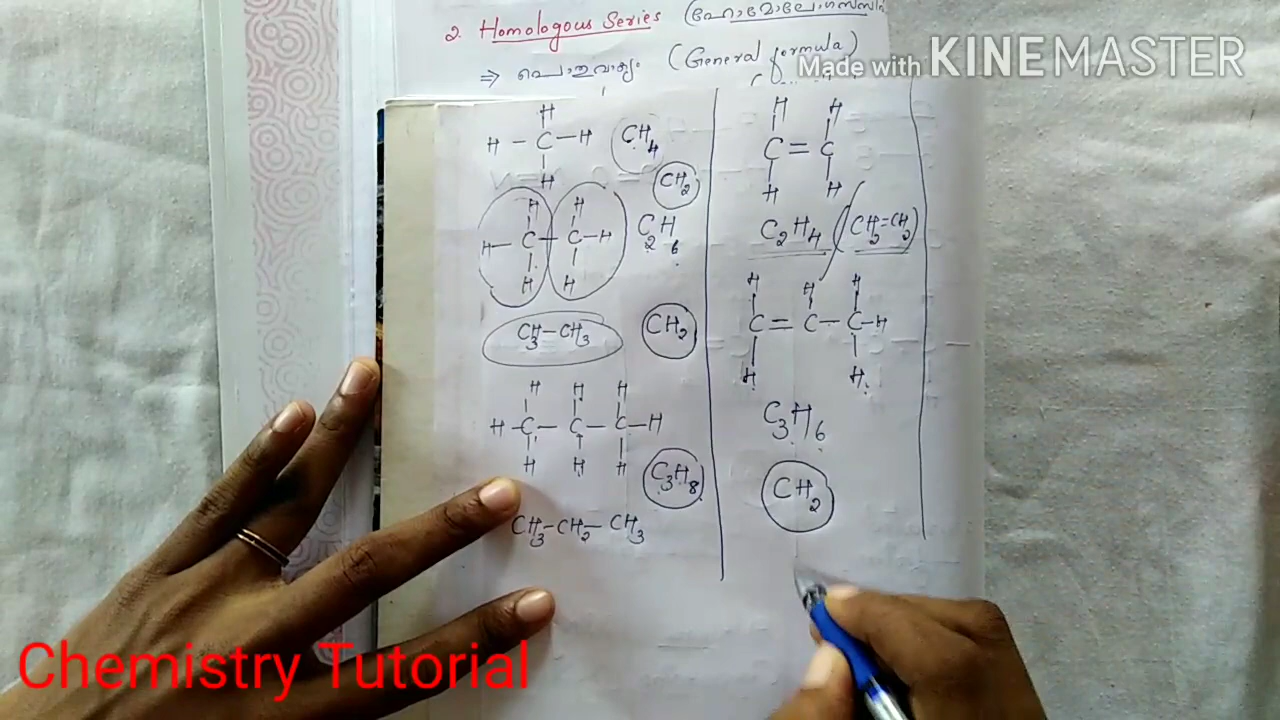 2. Homologous Series (ഹോമോലോഗസ്
⇒ പൊതുവാക്യം (General formula)
Made with KINEMASTER
H
H – C – H
H
CH4
CH2
H H
H – C – C – H
H H
C2H6
CH3–CH3
CH2
H H H
H – C – C – C – H
H H H
C3H8
CH3–CH2–CH3
H H
C = C
H H
C2H4 / CH2=CH2
H H H
C = C – C – H
H H
C3H6
CH2
Chemistry Tutorial